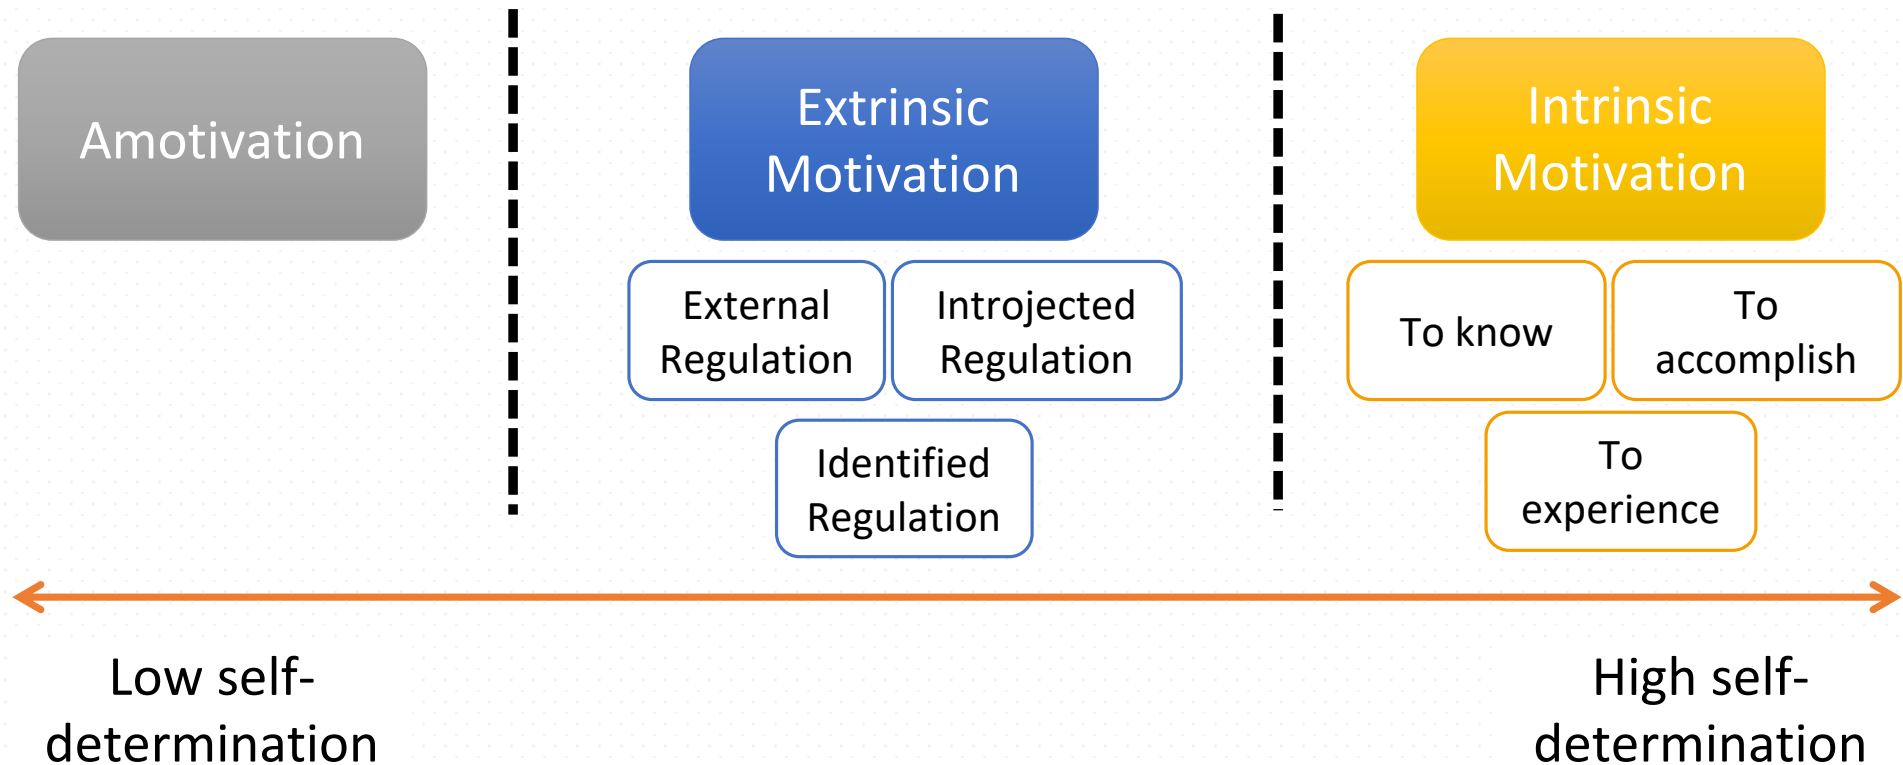 Amotivation
Extrinsic
Motivation
Intrinsic
Motivation
External
Regulation
Introjected
Regulation
Identified
Regulation
To know
To
accomplish
To
experience
Low self-
determination
High self-
determination